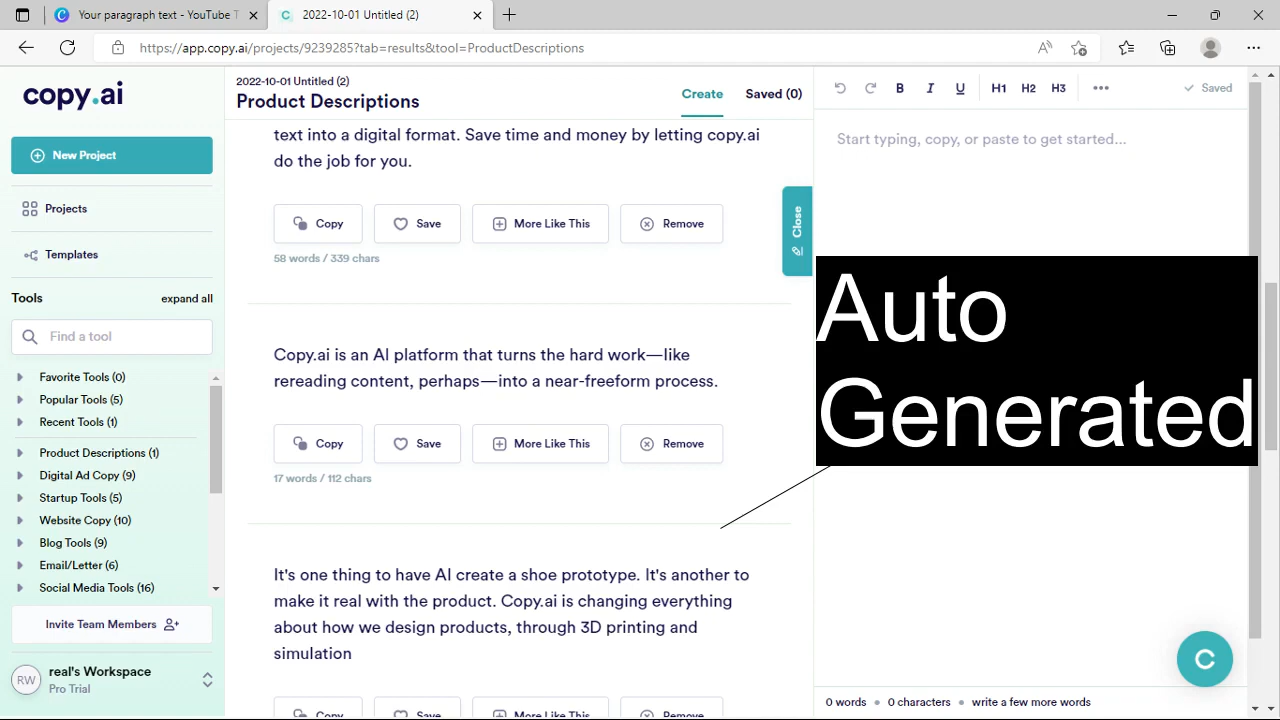 Your paragraph text - YouTube T
2022-10-01 Untitled (2)
https://app.copy.ai/projects/9239285?tab=results&tool=ProductDescriptions
copy.ai
New Project
Projects
Templates
Tools
expand all
Find a tool
Favorite Tools (0)
Popular Tools (5)
Recent Tools (1)
Product Descriptions (1)
Digital Ad Copy (9)
Startup Tools (5)
Website Copy (10)
Blog Tools (9)
Email/Letter (6)
Social Media Tools (16)
Invite Team Members
RW
real's Workspace
Pro Trial
2022-10-01 Untitled (2)
Product Descriptions
Create
Saved (0)
text into a digital format. Save time and money by letting copy.ai
do the job for you.
Copy Save More Like This Remove
58 words / 339 chars
Copy.ai is an AI platform that turns the hard work—like
rereading content, perhaps—into a near-freeform process.
Copy Save More Like This Remove
17 words / 112 chars
It's one thing to have AI create a shoe prototype. It's another to
make it real with the product. Copy.ai is changing everything
about how we design products, through 3D printing and
simulation
Copy Save More Like This Remove
Close
B I U H1 H2 H3 ••• Saved
Start typing, copy, or paste to get started...
Auto
Generated
C
0 words • 0 characters • write a few more words